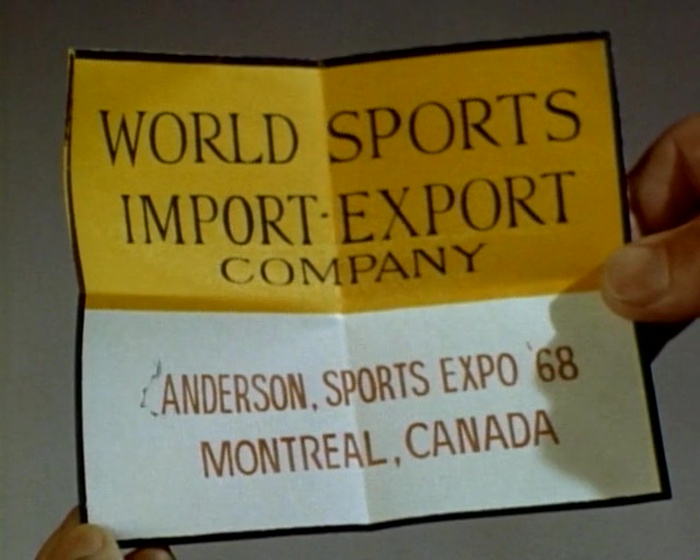 WORLD SPORTS
IMPORT-EXPORT
COMPANY
ANDERSON, SPORTS EXPO '68
MONTREAL, CANADA